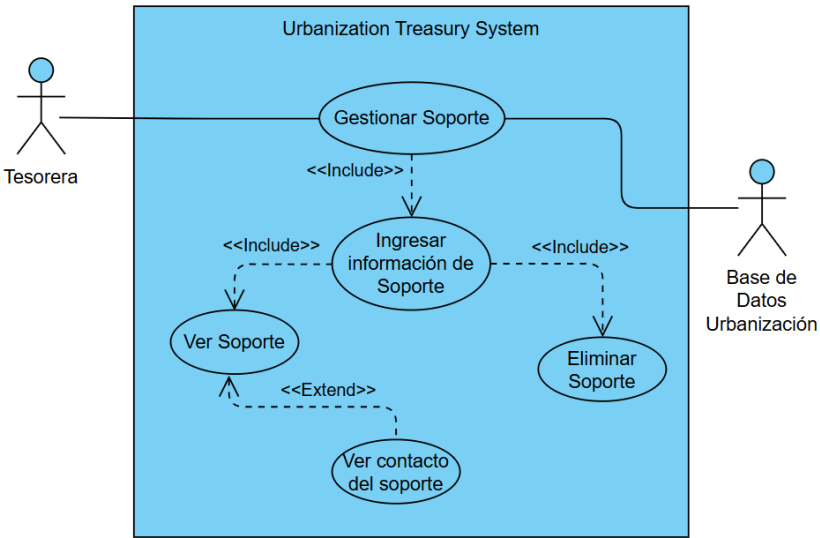 Urbanization Treasury System
Gestionar Soporte
Tesorera
<<Include>>
Ingresar
información de
Soporte
<<Include>>
<<Include>>
Base de
Datos
Urbanización
Ver Soporte
Eliminar
Soporte
<<Extend>>
Ver contacto
del soporte